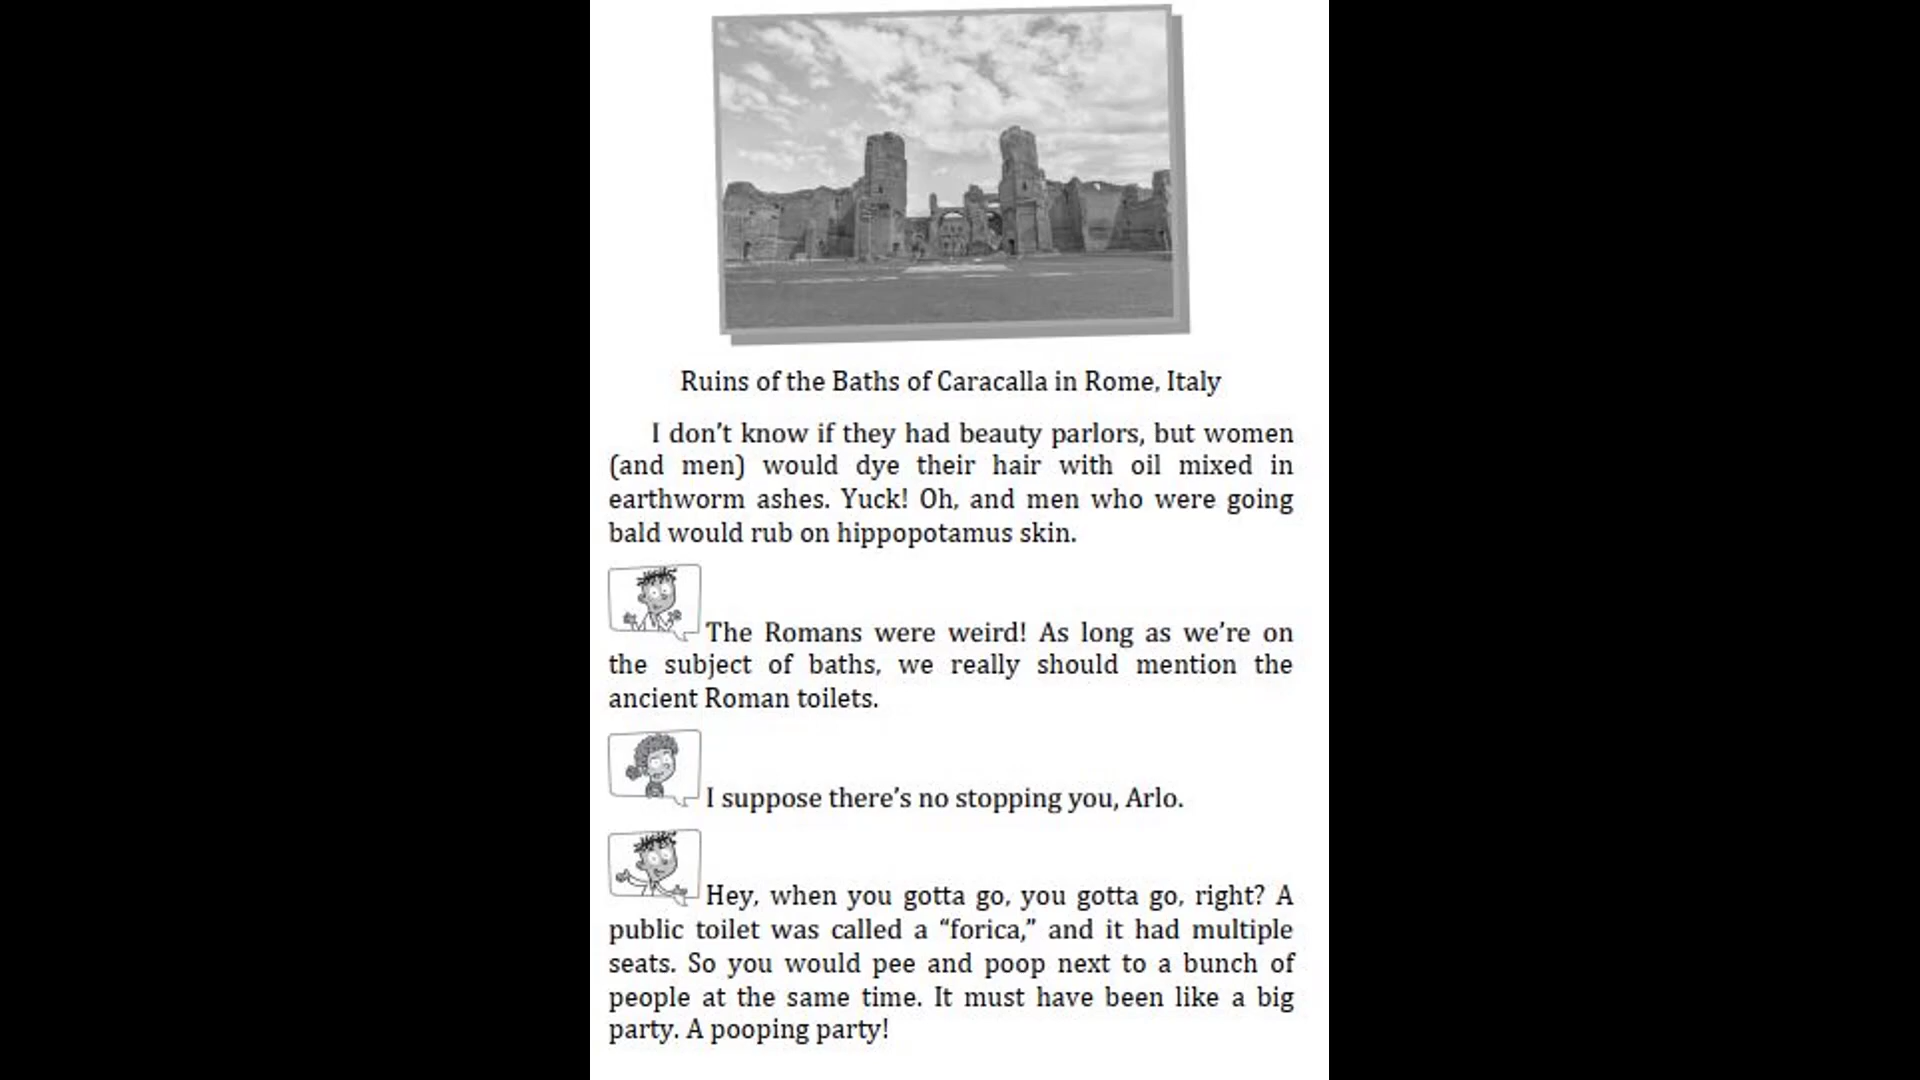 Ruins of the Baths of Caracalla in Rome, Italy
I don’t know if they had beauty parlors, but women
(and men) would dye their hair with oil mixed in
earthworm ashes. Yuck! Oh, and men who were going
bald would rub on hippopotamus skin.
The Romans were weird! As long as we’re on
the subject of baths, we really should mention the
ancient Roman toilets.
I suppose there’s no stopping you, Arlo.
Hey, when you gotta go, you gotta go, right? A
public toilet was called a “forica,” and it had multiple
seats. So you would pee and poop next to a bunch of
people at the same time. It must have been like a big
party. A pooping party!